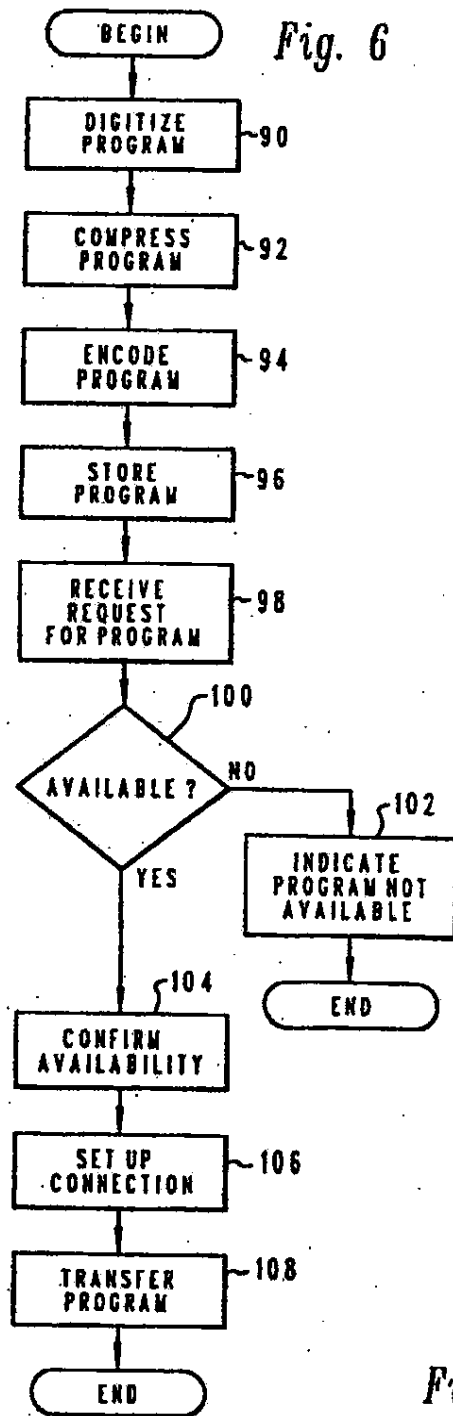 BEGIN
Fig. 6
DIGITIZE
PROGRAM
90
COMPRESS
PROGRAM
92
ENCODE
PROGRAM
94
STORE
PROGRAM
96
RECEIVE
REQUEST
FOR PROGRAM
98
100
AVAILABLE ?
NO
YES
102
INDICATE
PROGRAM NOT
AVAILABLE
END
104
CONFIRM
AVAILABILITY
SET UP
CONNECTION
106
TRANSFER
PROGRAM
108
END